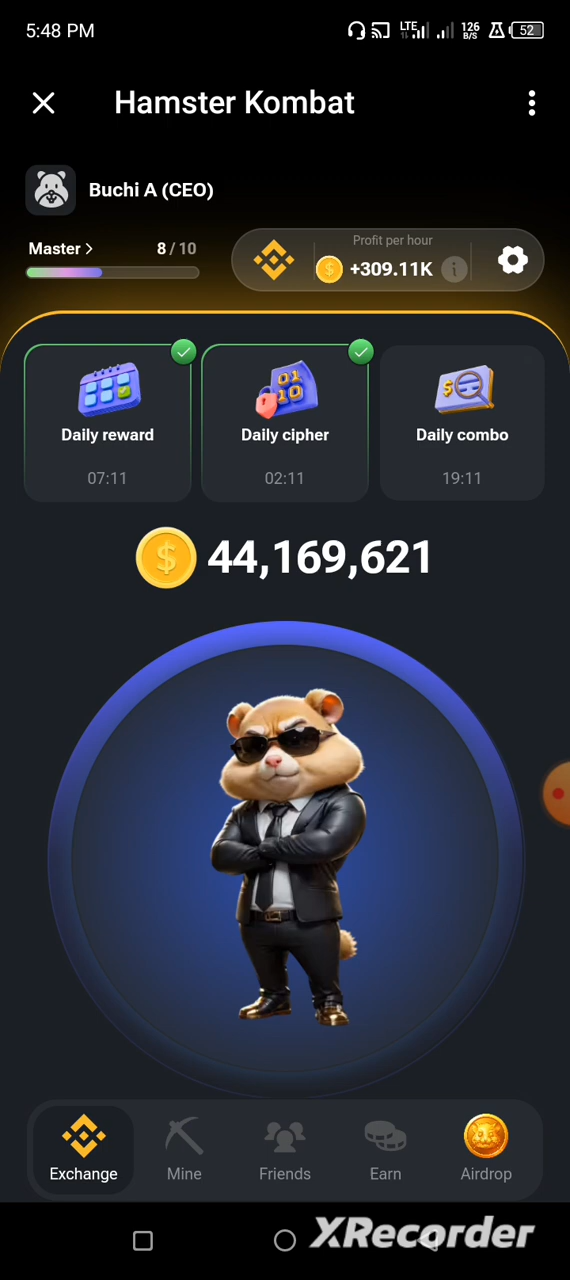 5:48 PM
LTE
126
B/S
52
Hamster Kombat
Buchi A (CEO)
Master >
8 / 10
Profit per hour
+309.11K
Daily reward
Daily cipher
Daily combo
07:11
02:11
19:11
44,169,621
Exchange
Mine
Friends
Earn
Airdrop
XRecorder